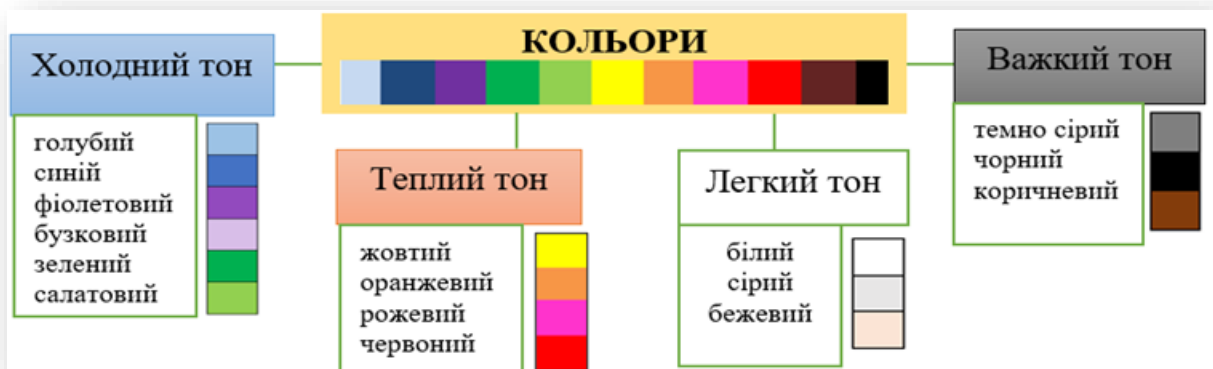 КОЛЬОРИ
Холодний тон
голубий
синій
фіолетовий
бузковий
зелений
салатовий
Теплий тон
жовтий
оранжевий
рожевий
червоний
Легкий тон
білий
сірий
бежевий
Важкий тон
темно сірий
чорний
коричневий